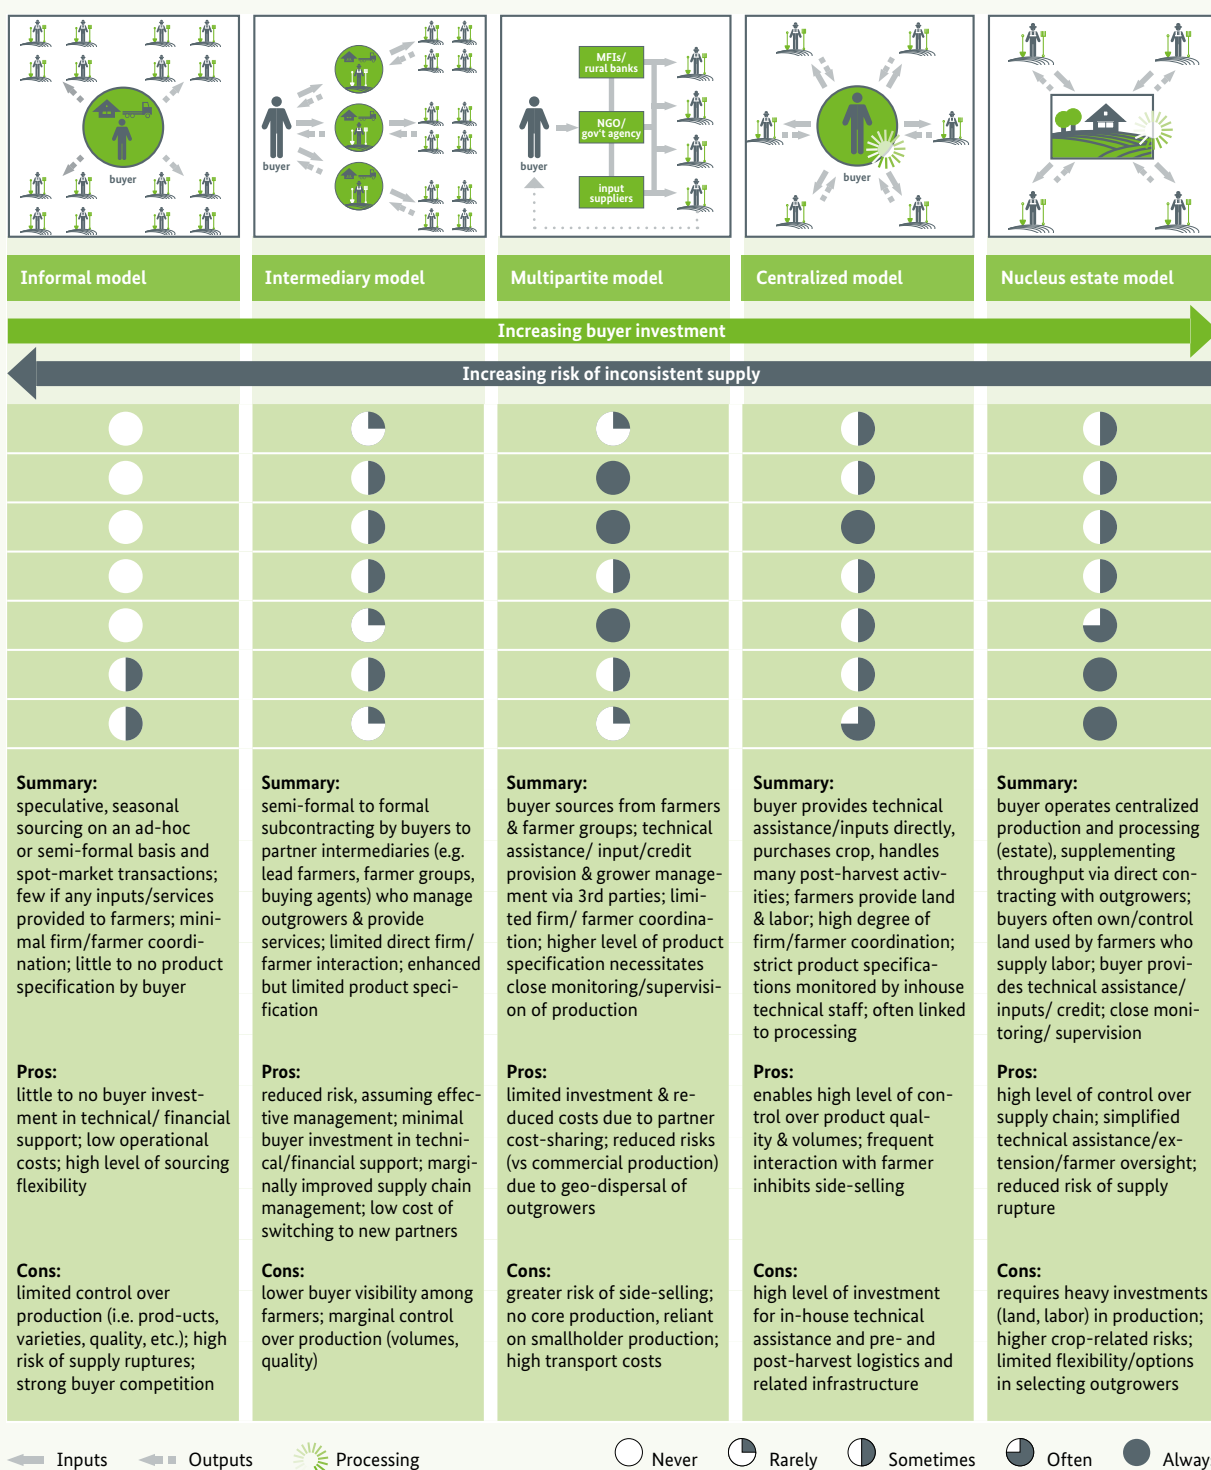 buyer
buyer
MFIs/
rural banks
NGO/
gov't agency
input
suppliers
buyer
buyer
Informal model
Intermediary model
Multipartite model
Centralized model
Nucleus estate model
Increasing buyer investment
Increasing risk of inconsistent supply
Summary:
speculative, seasonal
sourcing on an ad-hoc
or semi-formal basis and
spot-market transactions;
few if any inputs/services
provided to farmers; mini-
mal firm/farmer coordi-
nation; little to no product
specification by buyer
Pros:
little to no buyer invest-
ment in technical/ financial
support; low operational
costs; high level of sourcing
flexibility
Cons:
limited control over
production (i.e. prod-ucts,
varieties, quality, etc.); high
risk of supply ruptures;
strong buyer competition
Summary:
semi-formal to formal
subcontracting by buyers to
partner intermediaries (e.g.
lead farmers, farmer groups,
buying agents) who manage
outgrowers & provide
services; limited direct firm/
farmer interaction; enhanced
but limited product speci-
fication
Pros:
reduced risk, assuming effec-
tive management; minimal
buyer investment in techni-
cal/financial support; margi-
nally improved supply chain
management; low cost of
switching to new partners
Cons:
lower buyer visibility among
farmers; marginal control
over production (volumes,
quality)
Summary:
buyer sources from farmers
& farmer groups; technical
assistance/ input/credit
provision & grower manage-
ment via 3rd parties; limi-
ted firm/ farmer coordina-
tion; higher level of product
specification necessitates
close monitoring/supervisi-
on of production
Pros:
limited investment & re-
duced costs due to partner
cost-sharing; reduced risks
(vs commercial production)
due to geo-dispersal of
outgrowers
Cons:
greater risk of side-selling;
no core production, reliant
on smallholder production;
high transport costs
Summary:
buyer provides technical
assistance/inputs directly,
purchases crop, handles
many post-harvest activ-
ities; farmers provide land
& labor; high degree of
firm/farmer coordination;
strict product specifica-
tions monitored by inhouse
technical staff; often linked
to processing
Pros:
enables high level of con-
trol over product qual-
ity & volumes; frequent
interaction with farmer
inhibits side-selling
Cons:
high level of investment
for in-house technical
assistance and pre- and
post-harvest logistics and
related infrastructure
Summary:
buyer operates centralized
production and processing
(estate), supplementing
throughput via direct con-
tracting with outgrowers;
buyers often own/control
land used by farmers who
supply labor; buyer provi-
des technical assistance/
inputs/ credit; close moni-
toring/ supervision
Pros:
high level of control over
supply chain; simplified
technical assistance/ex-
tension/farmer oversight;
reduced risk of supply
rupture
Cons:
requires heavy investments
(land, labor) in production;
higher crop-related risks;
limited flexibility/options
in selecting outgrowers
Inputs
Outputs
Processing
Never
Rarely
Sometimes
Often
Alway